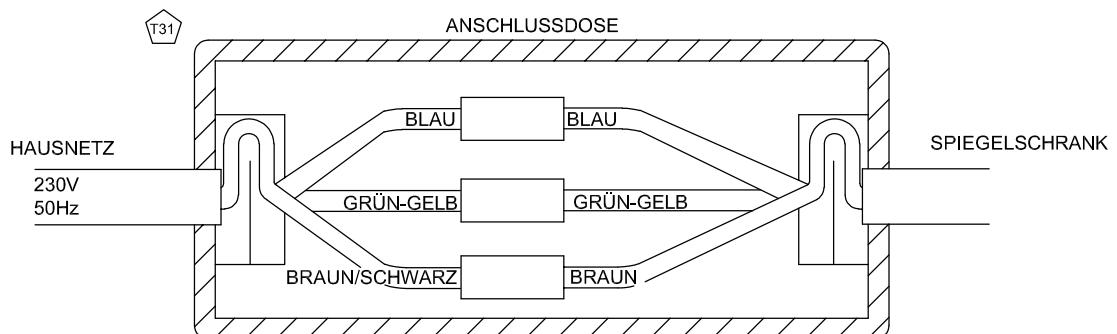 T31
ANSCHLUSSDOSE
BLAU BLAU
HAUSNETZ
SPIEGELSCHRANK
230V
50Hz
GRÜN-GELB GRÜN-GELB
BRAUN/SCHWARZ BRAUN